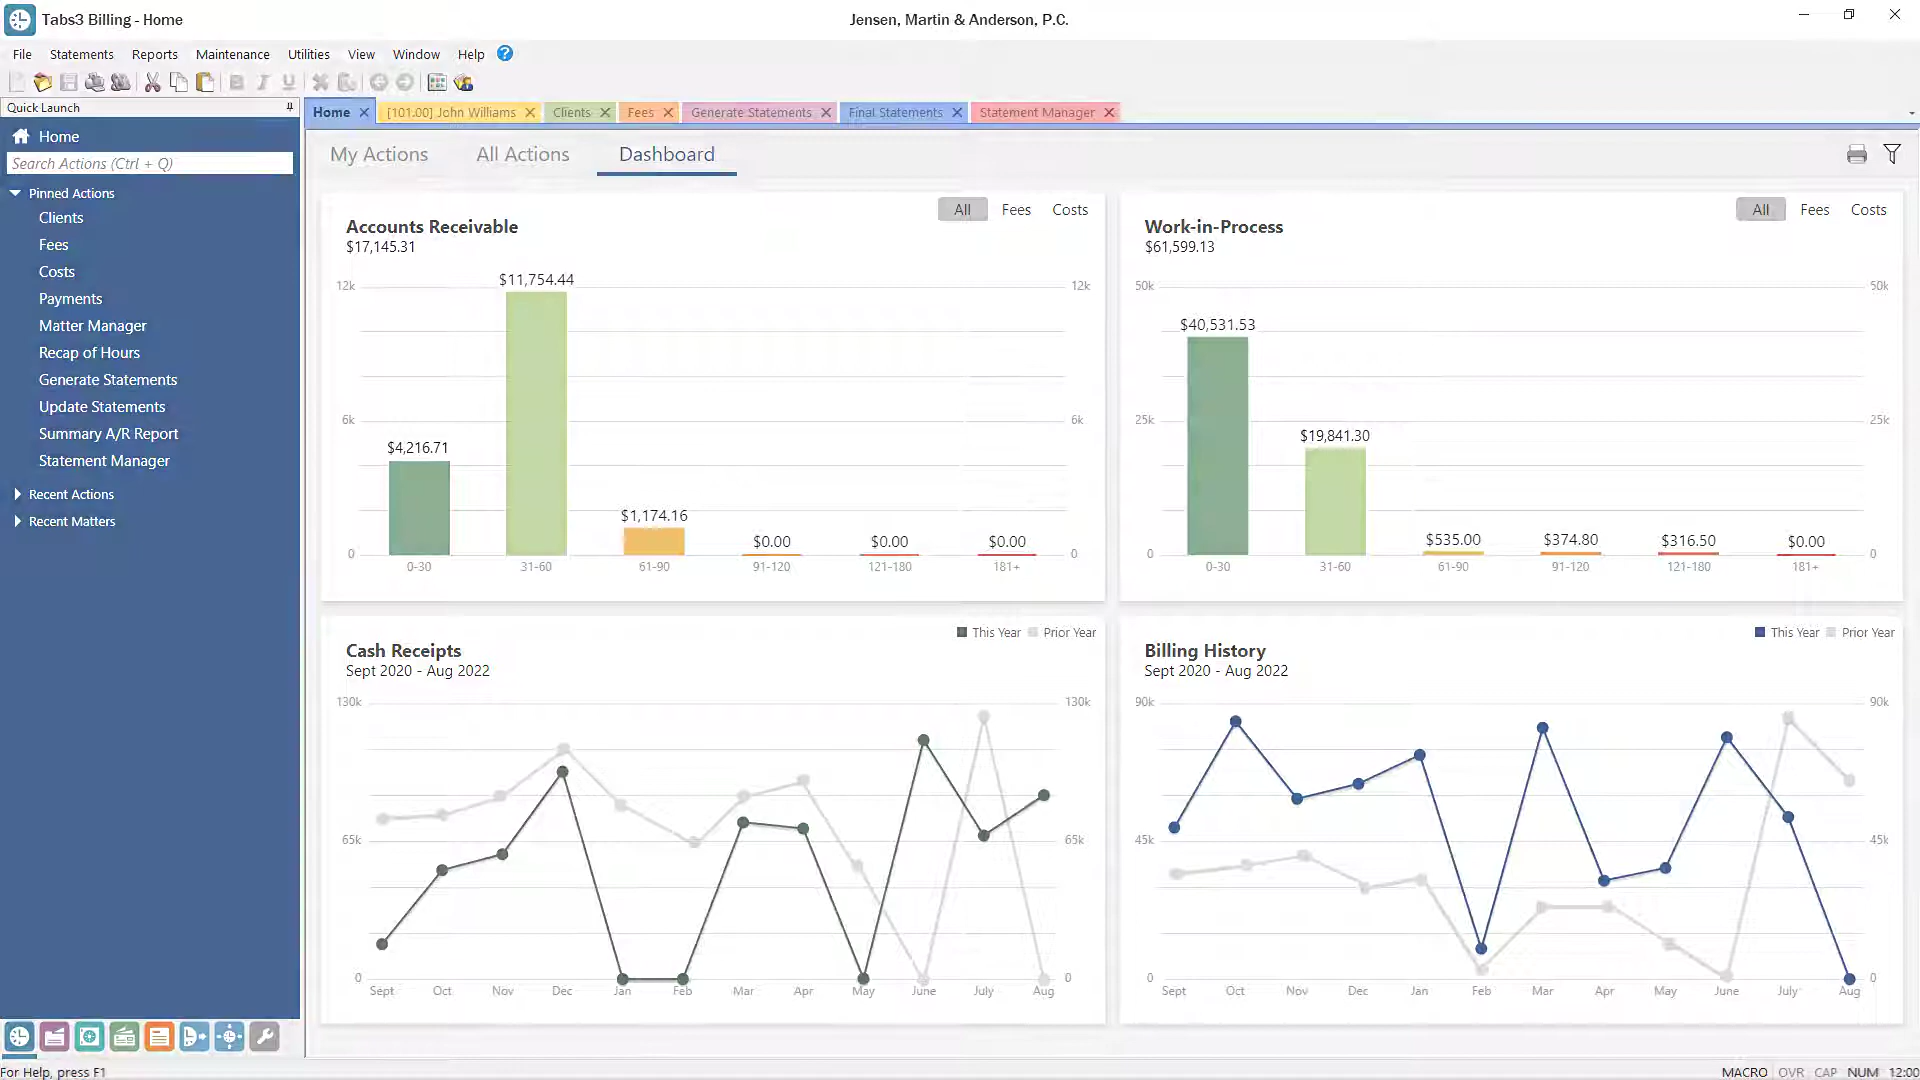 Tabs3 Billing - Home
Jensen, Martin & Anderson, P.C.
File Statements Reports Maintenance Utilities View Window Help ?
B I U
Quick Launch
Home
Search Actions (Ctrl + Q)
Pinned Actions
Clients
Fees
Costs
Payments
Matter Manager
Recap of Hours
Generate Statements
Update Statements
Summary A/R Report
Statement Manager
Recent Actions
Recent Matters
Home [101.00] John Williams Clients Fees Generate Statements Final Statements Statement Manager
My Actions All Actions Dashboard
All Fees Costs
Accounts Receivable
$17,145.31
$11,754.44
12k 12k
6k 6k
$4,216.71
$1,174.16
$0.00 $0.00 $0.00
0 0
0-30 31-60 61-90 91-120 121-180 181+
All Fees Costs
Work-in-Process
$61,599.13
50k 50k
$40,531.53
25k 25k
$19,841.30
$535.00 $374.80 $316.50 $0.00
0 0
0-30 31-60 61-90 91-120 121-180 181+
This Year Prior Year
Cash Receipts
Sept 2020 - Aug 2022
130k 130k
65k 65k
0 0
Sept Oct Nov Dec Jan Feb Mar Apr May June July Aug
This Year Prior Year
Billing History
Sept 2020 - Aug 2022
90k 90k
45k 45k
0 0
Sept Oct Nov Dec Jan Feb Mar Apr May June July Aug
For Help, press F1
MACRO OVR CAP NUM 12:00